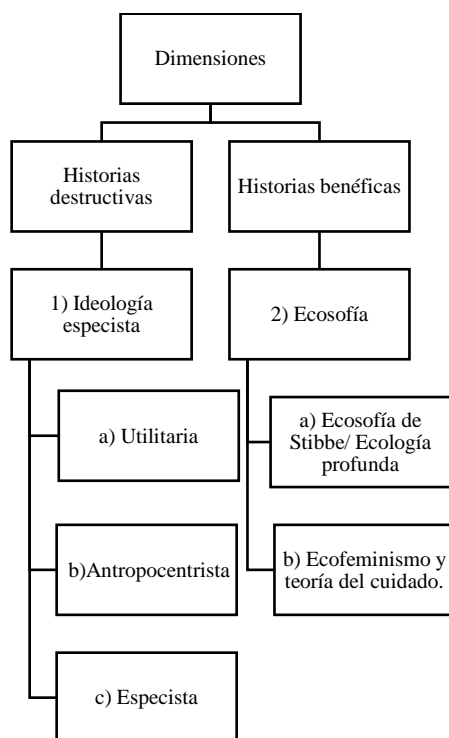 Dimensiones
Historias
destructivas
Historias benéficas
1) Ideología
especista
2) Ecosofía
a) Utilitaria
a) Ecosofía de
Stibbe/ Ecología
profunda
b)Antropocentrista
b) Ecofeminismo y
teoría del cuidado.
c) Especista